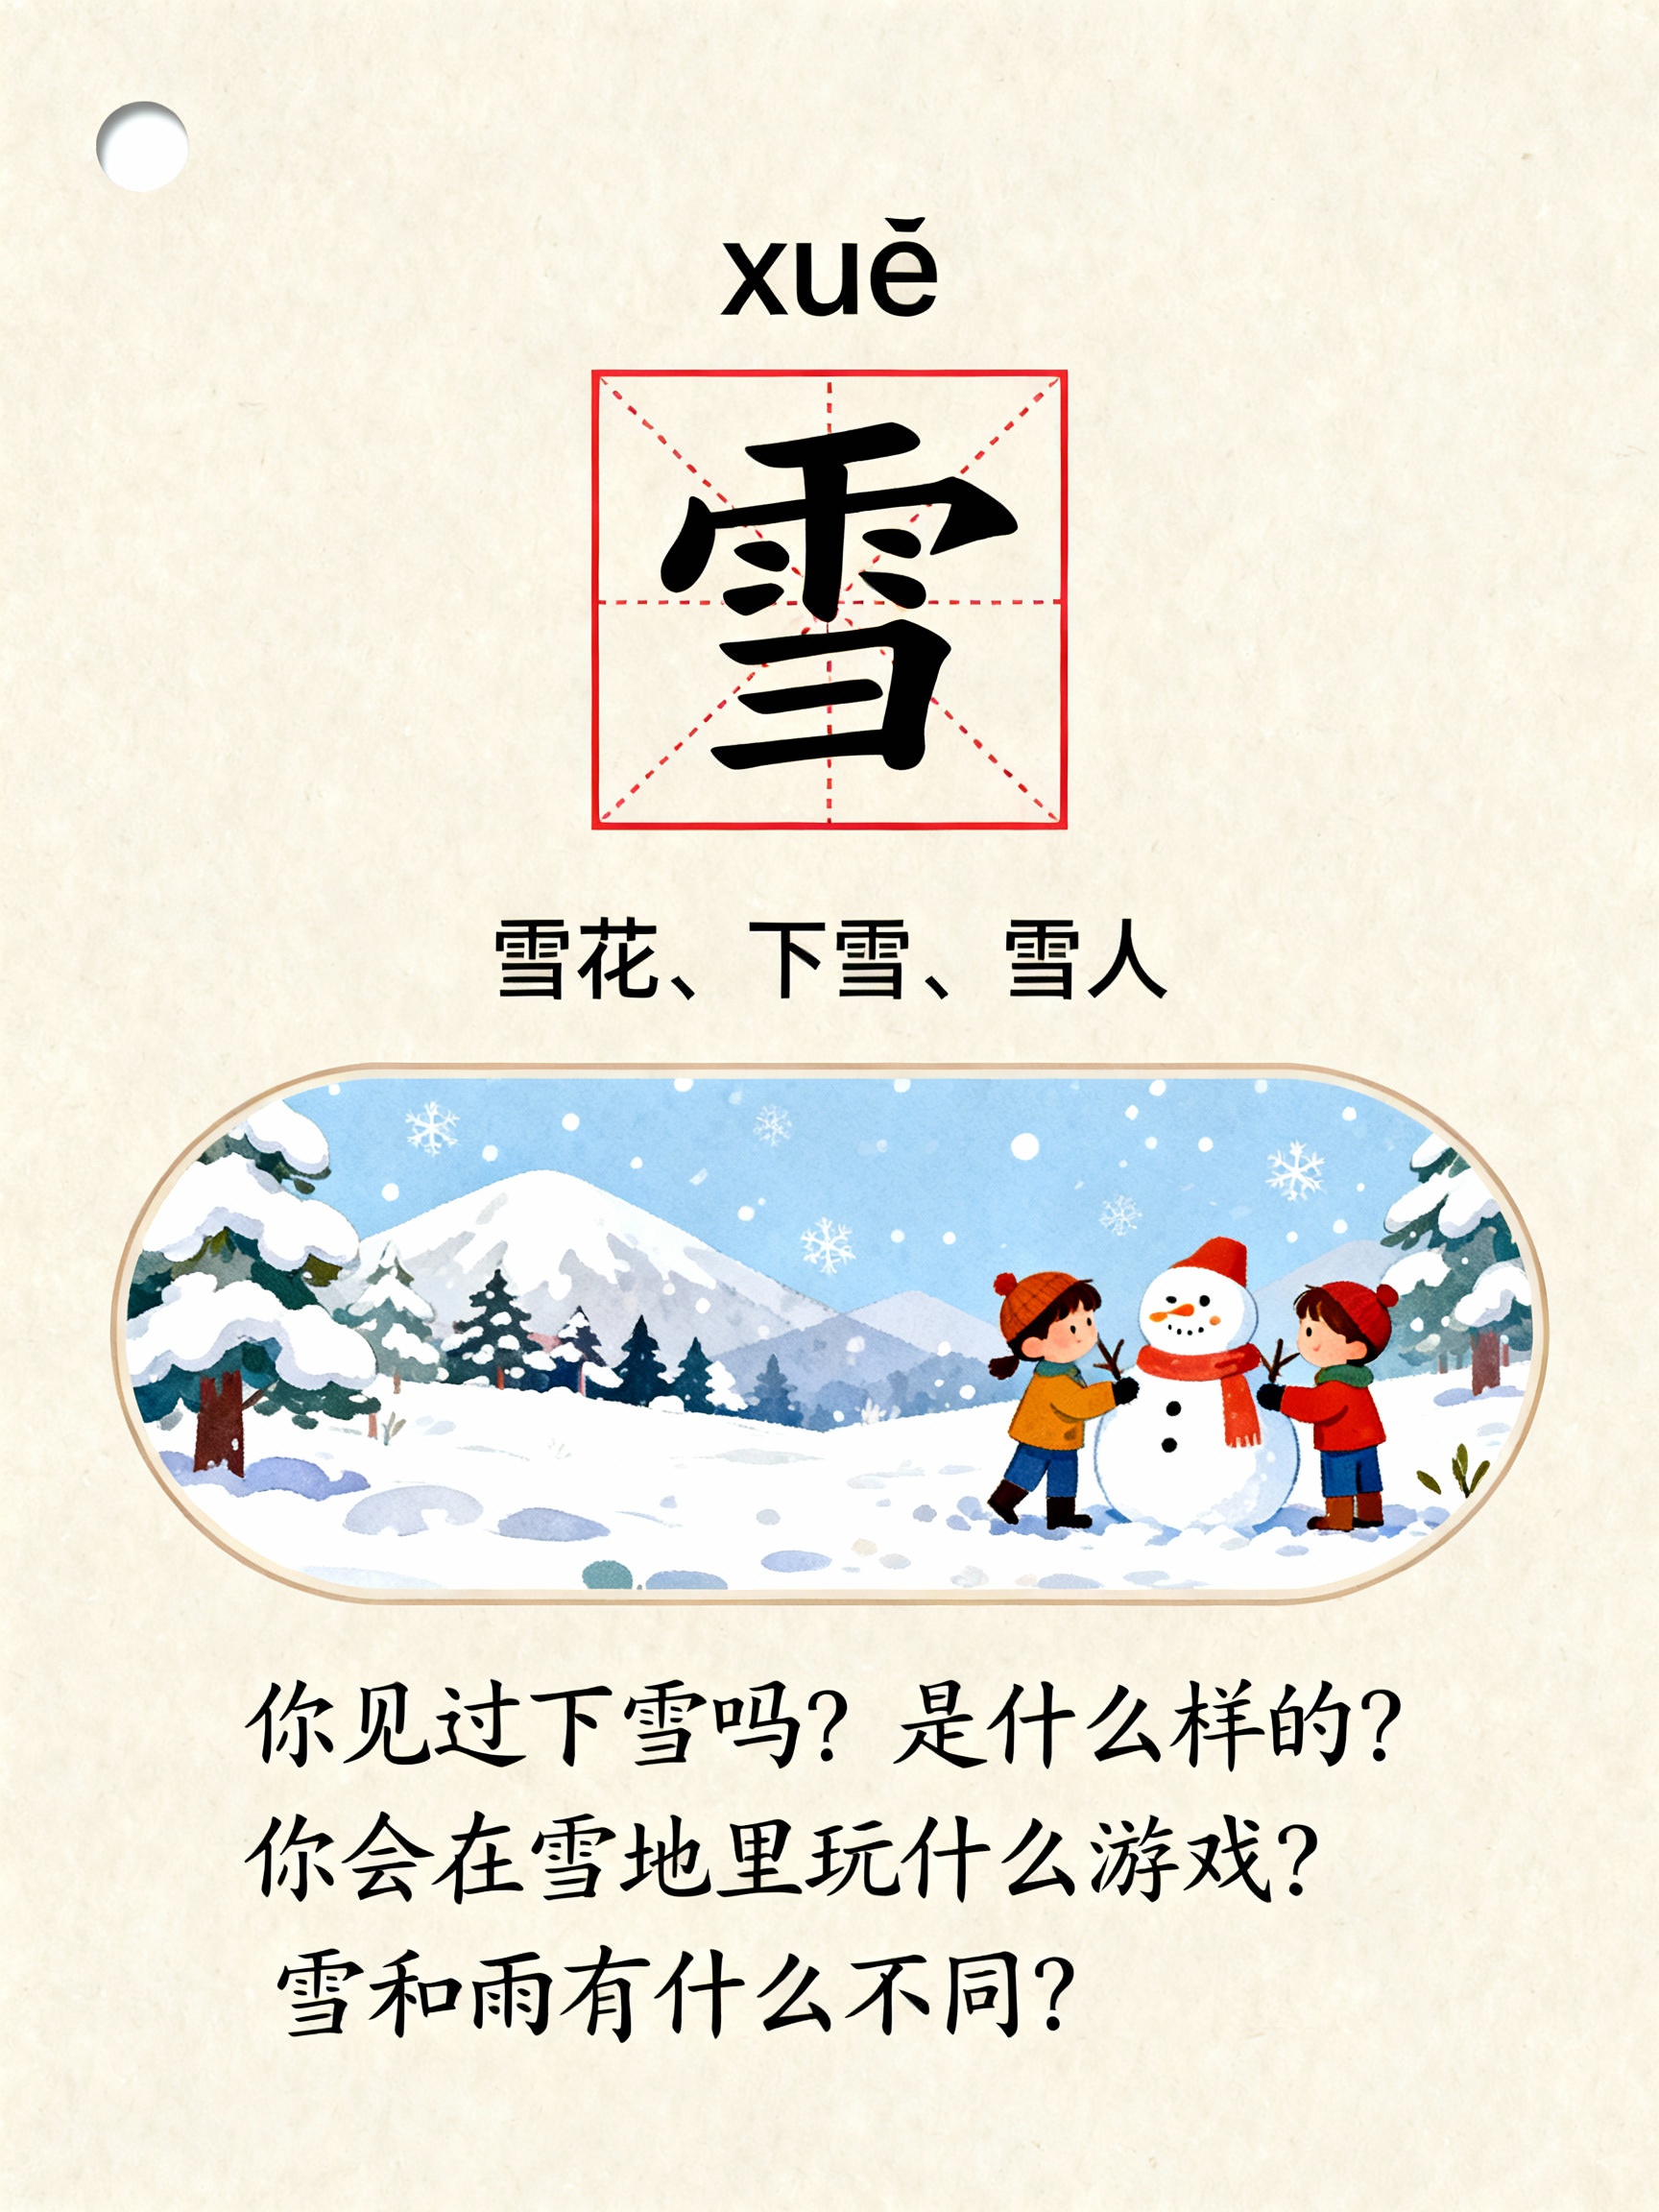 xuě
雪
雪花、下雪、雪人
你见过下雪吗？是什么样的？
你会在雪地里玩什么游戏？
雪和雨有什么不同？